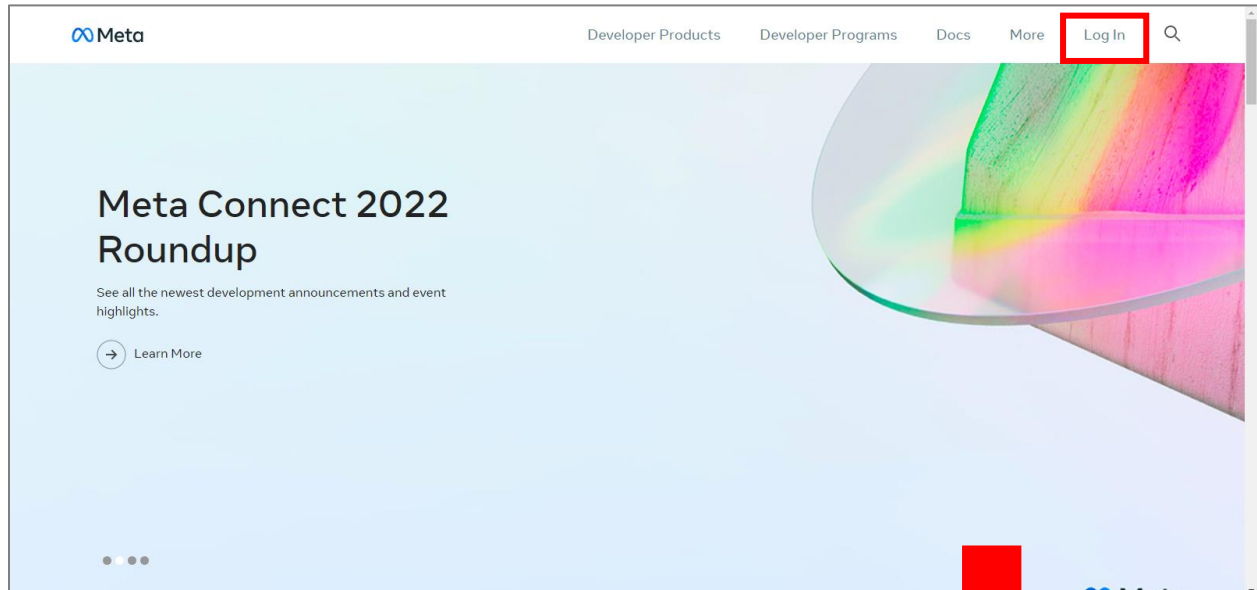 Meta
Developer Products Developer Programs Docs More Log In
Meta Connect 2022
Roundup
See all the newest development announcements and event
highlights.
Learn More